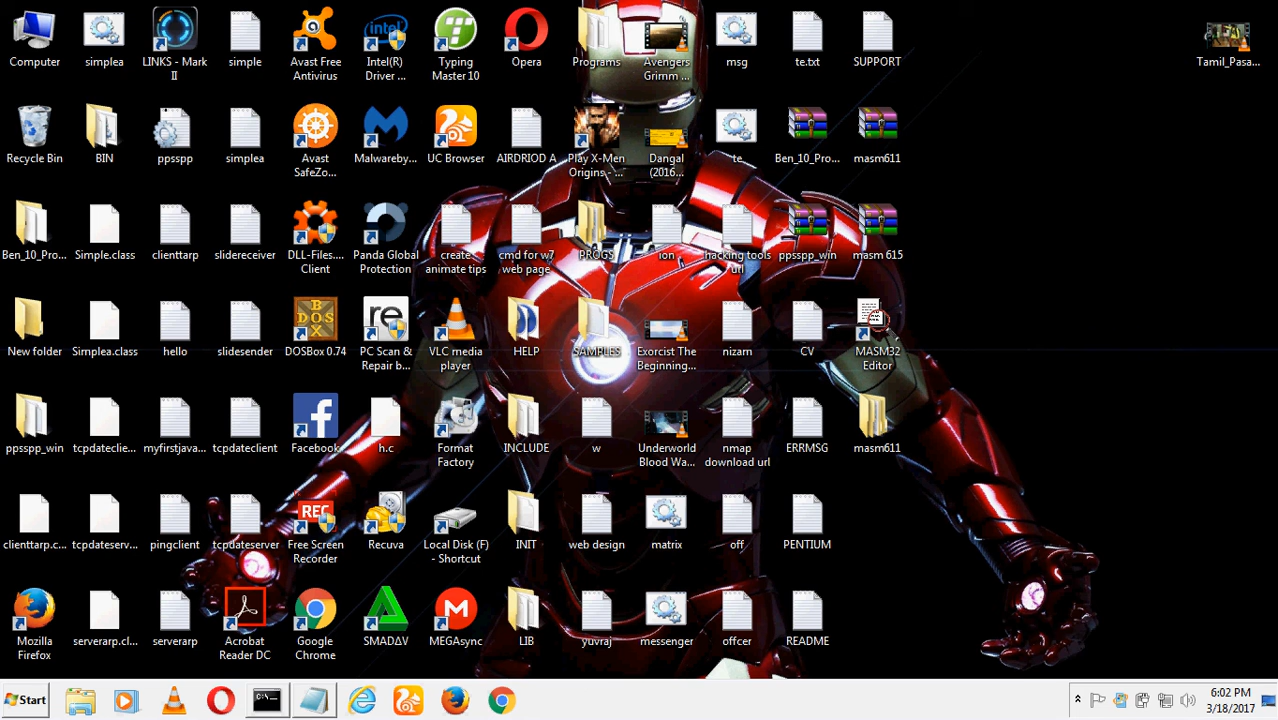 Computer
simplea
LINKS - Mark
II
simple
Avast Free
Antivirus
Intel(R)
Driver ...
Typing
Master 10
Opera
Programs
Avengers
Grimm ...
msg
te.txt
SUPPORT
Tamil_Pasa...
Recycle Bin
BIN
ppsspp
simplea
Avast
SafeZo...
Malwareby...
UC Browser
AIRDRIOD A
Play X-Men
Origins - ...
Dangal
(2016...
te
Ben_10_Pro...
masm611
Ben_10_Pro...
Simple.class
clienttarp
slidereceiver
DLL-Files....
Client
Panda Global
Protection
create
animate tips
cmd for w7
web page
PROGS
ion
hacking tools
url
ppsspp_win
masm 615
New folder
Simplea.class
hello
slidesender
BOX
DOS
DOSBox 0.74
re
PC Scan &
Repair b...
VLC media
player
HELP
SAMPLES
Exorcist The
Beginning...
nizam
CV
MASM32
Editor
ppsspp_win
tcpdateclie...
myfirstjava...
tcpdateclient
Facebook
h.c
Format
Factory
INCLUDE
w
Underworld
Blood Wa...
nmap
download url
ERRMSG
masm611
clienttarp.c...
tcpdateserv...
pingclient
tcpdateserver
REC
Free Screen
Recorder
Recuva
Local Disk (F)
- Shortcut
INIT
web design
matrix
off
PENTIUM
Mozilla
Firefox
serverarp.cl...
serverarp
Acrobat
Reader DC
Google
Chrome
SMADΔV
MEGAsync
LIB
yuvraj
messenger
offcer
README
Start
6:02 PM
3/18/2017